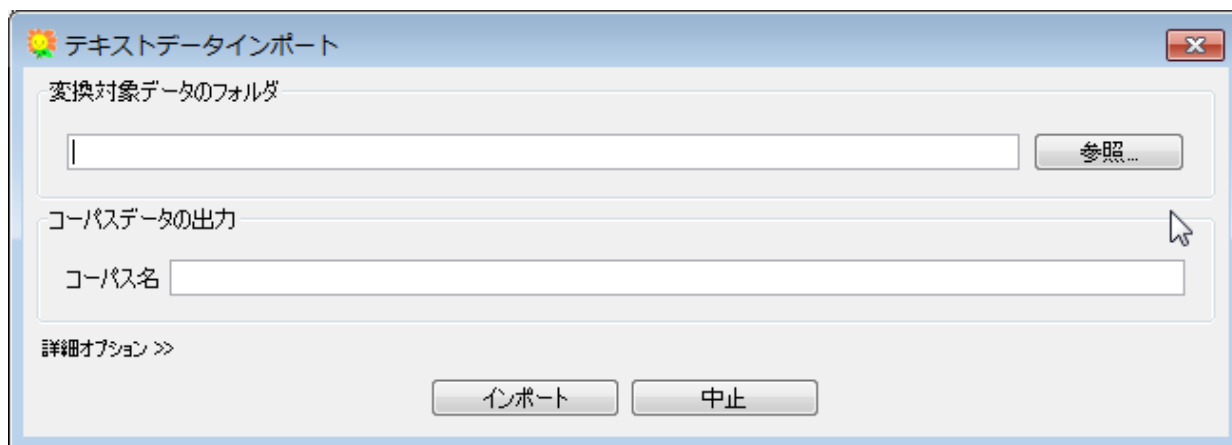 テキストデータインポート
変換対象データのフォルダ
参照...
コーパスデータの出力
コーパス名
詳細オプション >>
インポート 中止